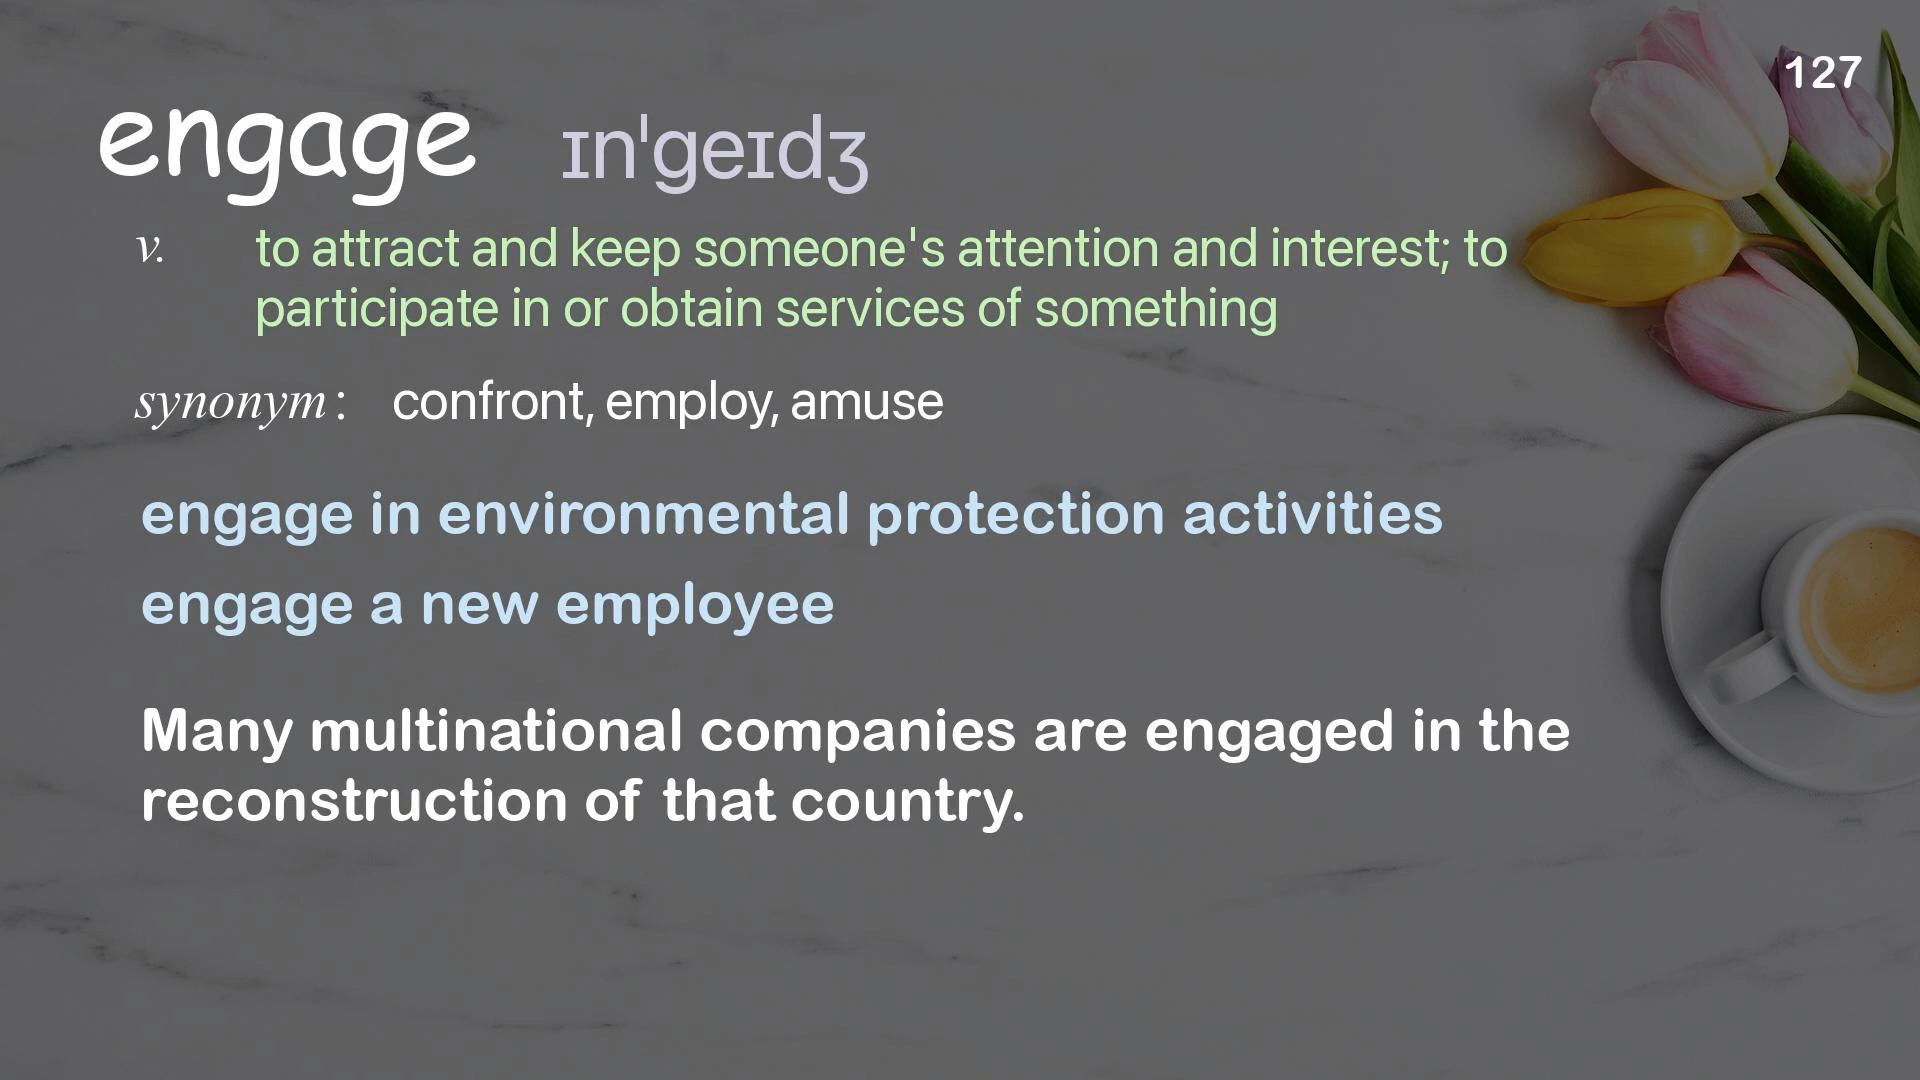 127
engage ɪnˈɡeɪdʒ
v. to attract and keep someone's attention and interest; to
participate in or obtain services of something
synonym: confront, employ, amuse
engage in environmental protection activities
engage a new employee
Many multinational companies are engaged in the
reconstruction of that country.